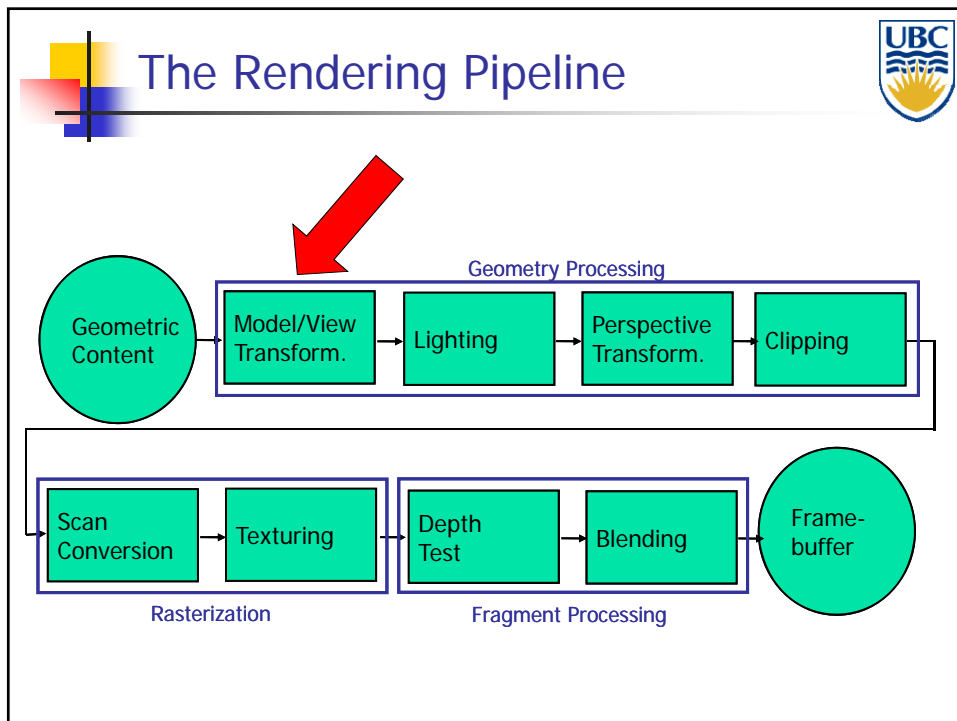 The Rendering Pipeline
UBC
Geometry Processing
Geometric
Content
Model/View
Transform.
Lighting
Perspective
Transform.
Clipping
Scan
Conversion
Texturing
Depth
Test
Blending
Frame-
buffer
Rasterization
Fragment Processing